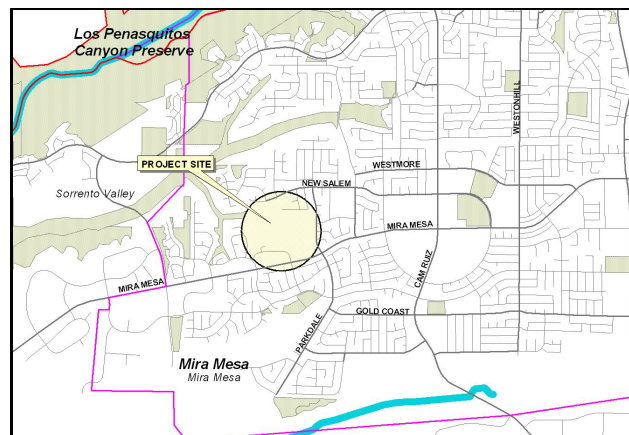 Los Penasquitos
Canyon Preserve
WESTONHILL
PROJECT SITE
WESTMORE
Sorrento Valley
NEW SALEM
MIRA MESA
CAM RUIZ
MIRA MESA
GOLD COAST
PARKDALE
Mira Mesa
Mira Mesa